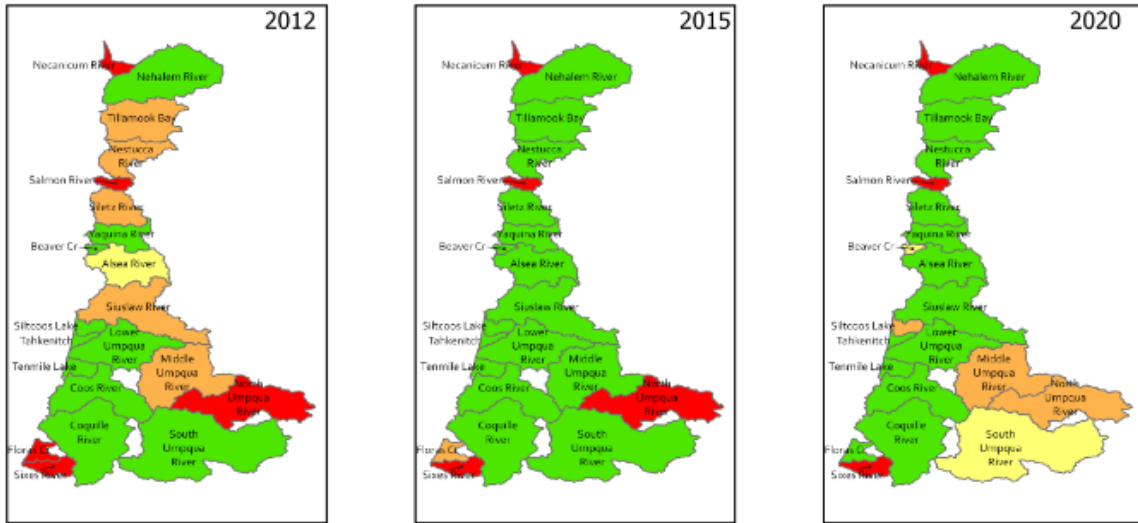 2012
Necanicum River
Nehalem River
Tillamook Bay
Nestucca
River
Salmon River
Siletz River
Yaquina River
Beaver Cr
Alsea River
Siuslaw River
Siltcoos Lake
Tahkenitch
Lower
Umpqua
River
Tenmile Lake
Middle
Umpqua
River
North
Umpqua
River
Coos River
Coquille
River
South
Umpqua
River
Floras Cr
Sixes River
2015
Necanicum River
Nehalem River
Tillamook Bay
Nestucca
River
Salmon River
Siletz River
Yaquina River
Beaver Cr
Alsea River
Siuslaw River
Siltcoos Lake
Tahkenitch
Lower
Umpqua
River
Tenmile Lake
Middle
Umpqua
River
North
Umpqua
River
Coos River
Coquille
River
South
Umpqua
River
Floras Cr
Sixes River
2020
Necanicum River
Nehalem River
Tillamook Bay
Nestucca
River
Salmon River
Siletz River
Yaquina River
Beaver Cr
Alsea River
Siuslaw River
Siltcoos Lake
Tahkenitch
Lower
Umpqua
River
Tenmile Lake
Middle
Umpqua
River
North
Umpqua
River
Coos River
Coquille
River
South
Umpqua
River
Floras Cr
Sixes River